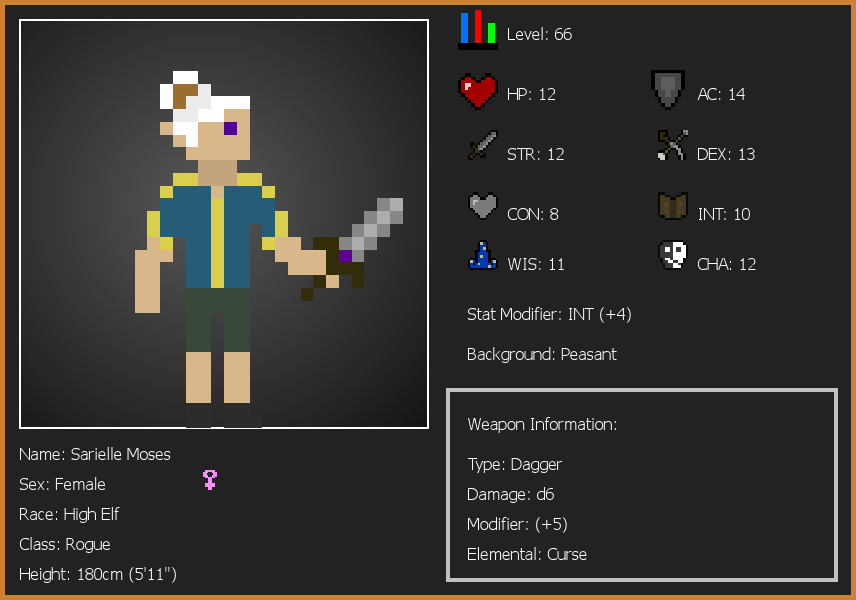 Level: 66
HP: 12
AC: 14
STR: 12
DEX: 13
CON: 8
INT: 10
WIS: 11
CHA: 12
Stat Modifier: INT (+4)
Background: Peasant
Weapon Information:
Type: Dagger
Damage: d6
Modifier: (+5)
Elemental: Curse
Name: Sarielle Moses
Sex: Female
Race: High Elf
Class: Rogue
Height: 180cm (5'11")